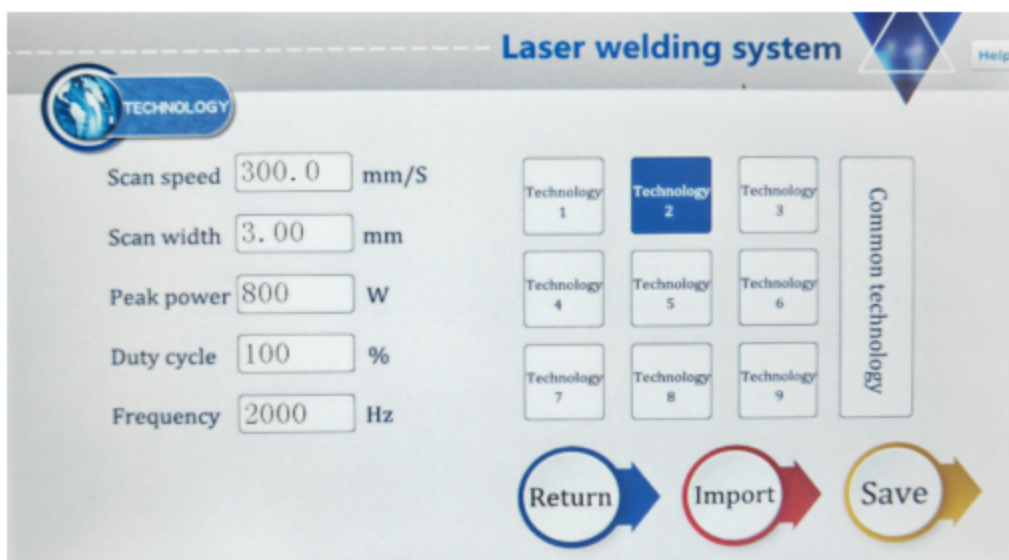 Laser welding system
Help
TECHNOLOGY
Scan speed 300.0 mm/S
Scan width 3.00 mm
Peak power 800 W
Duty cycle 100 %
Frequency 2000 Hz
Technology
1
Technology
2
Technology
3
Technology
4
Technology
5
Technology
6
Technology
7
Technology
8
Technology
9
Common technology
Return
Import
Save